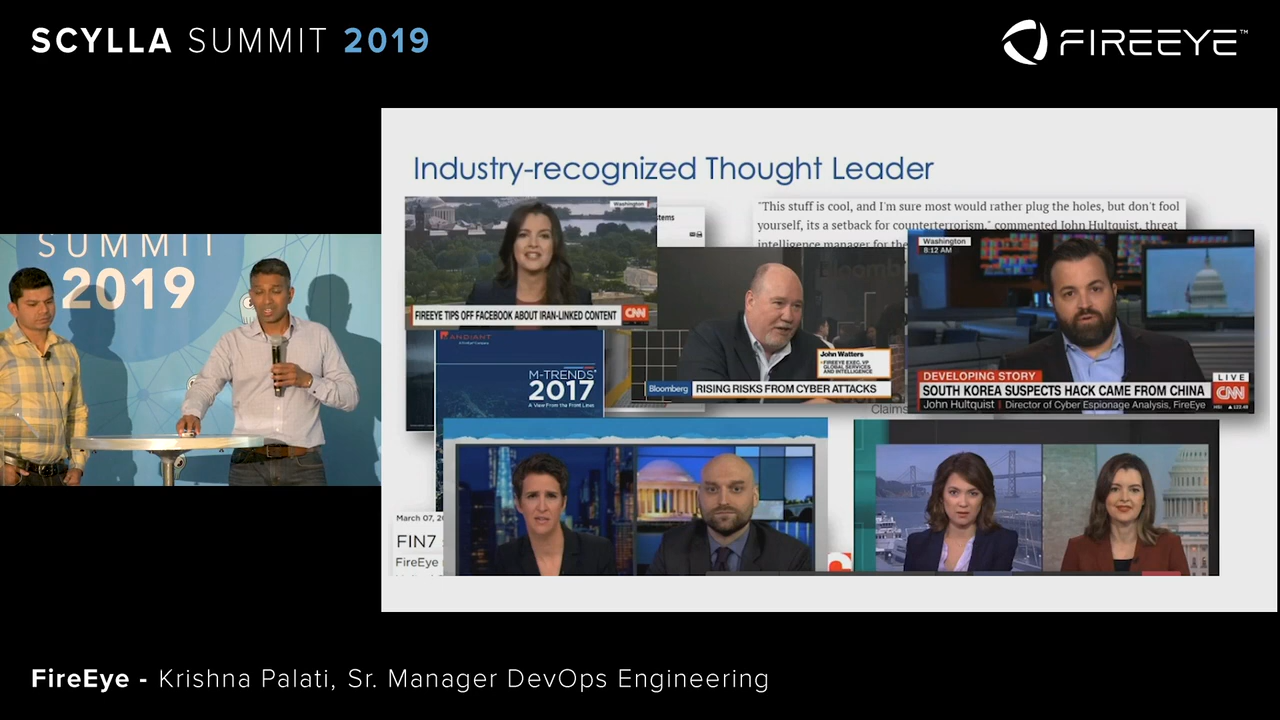 SCYLLA SUMMIT 2019
FIREEYE™
SUMMIT
2019
Industry-recognized Thought Leader
Washington
FIREEYE TIPS OFF FACEBOOK ABOUT IRAN-LINKED CONTENT
CNN
"This stuff is cool, and I'm sure most would rather plug the holes, but don't fool
yourself, its a setback for counterterrorism," commented John Hultquist, threat
intelligence manager for the
MANDIANT
M-TRENDS
2017
A View From the Front Lines
John Watters
FIREEYE EXEC. VP
GLOBAL SERVICES
AND INTELLIGENCE
Bloomberg
RISING RISKS FROM CYBER ATTACKS
Claims
Washington
8:12 AM
DEVELOPING STORY
LIVE
SOUTH KOREA SUSPECTS HACK CAME FROM CHINA
CNN
John Hultquist | Director of Cyber Espionage Analysis, FireEye
March 07, 20
FIN7
FireEye
FireEye - Krishna Palati, Sr. Manager DevOps Engineering